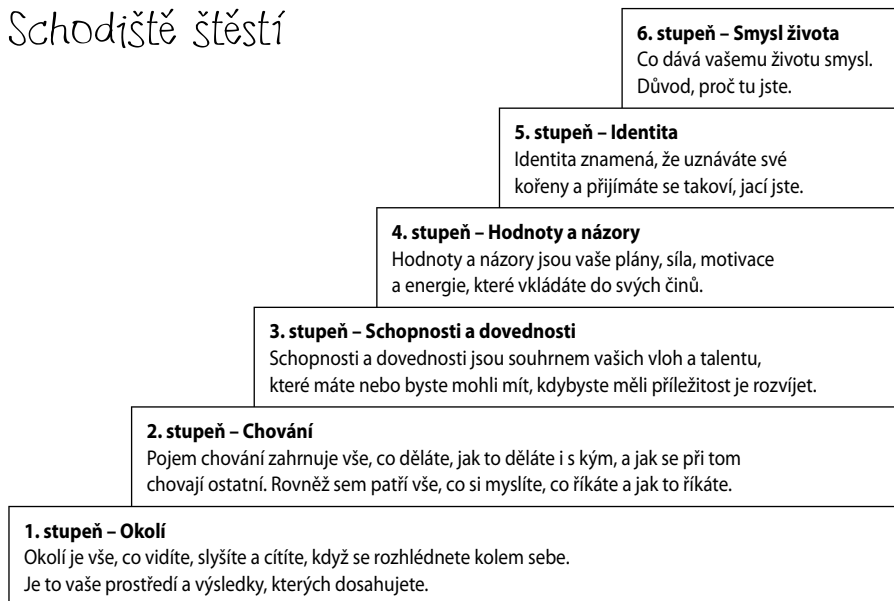 Schodiště štěstí
6. stupeň – Smysl života
Co dává vašemu životu smysl.
Důvod, proč tu jste.
5. stupeň – Identita
Identita znamená, že uznáváte své
kořeny a přijímáte se takoví, jací jste.
4. stupeň – Hodnoty a názory
Hodnoty a názory jsou vaše plány, síla, motivace
a energie, které vkládáte do svých činů.
3. stupeň – Schopnosti a dovednosti
Schopnosti a dovednosti jsou souhrnem vašich vloh a talentu,
které máte nebo byste mohli mít, kdybyste měli příležitost je rozvíjet.
2. stupeň – Chování
Pojem chování zahrnuje vše, co děláte, jak to děláte i s kým, a jak se při tom
chovají ostatní. Rovněž sem patří vše, co si myslíte, co říkáte a jak to říkáte.
1. stupeň – Okolí
Okolí je vše, co vidíte, slyšíte a cítíte, když se rozhlédnete kolem sebe.
Je to vaše prostředí a výsledky, kterých dosahujete.